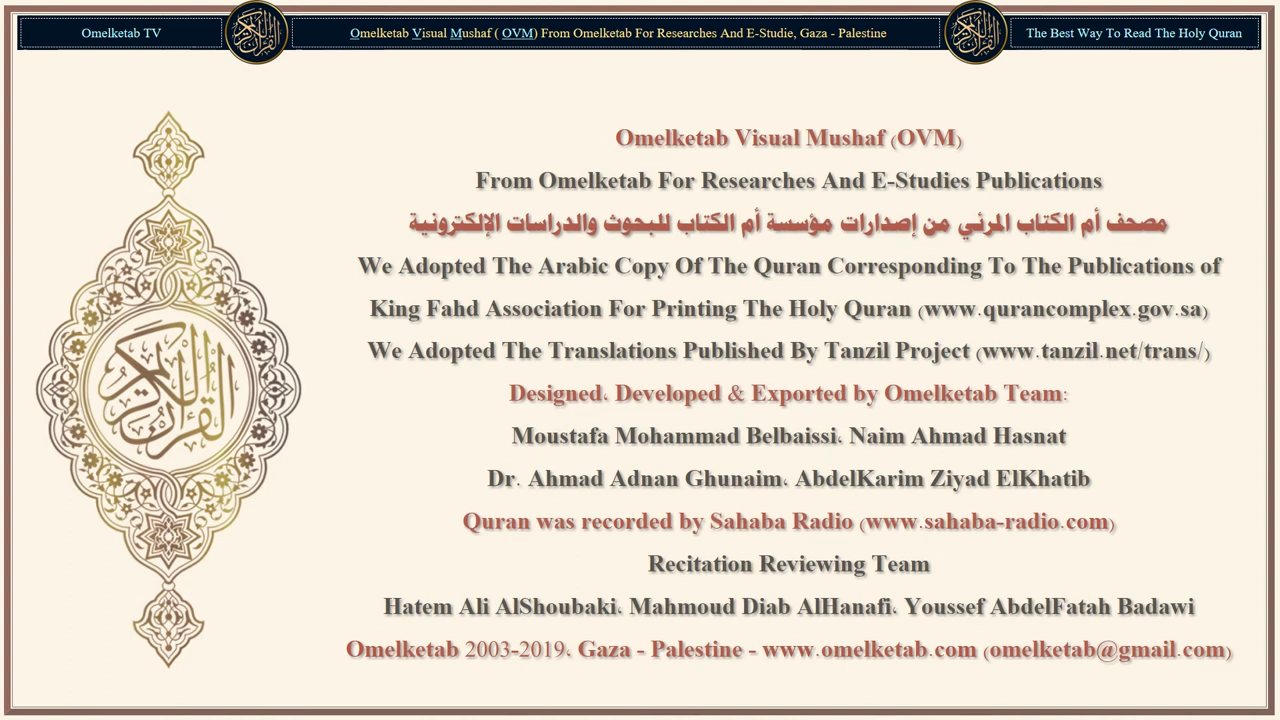 Omelketab TV
Omelketab Visual Mushaf ( OVM) From Omelketab For Researches And E-Studie, Gaza - Palestine
The Best Way To Read The Holy Quran
Omelketab Visual Mushaf (OVM)
From Omelketab For Researches And E-Studies Publications
مصحف أم الكتاب المرئي من إصدارات مؤسسة أم الكتاب للبحوث والدراسات الإلكترونية
We Adopted The Arabic Copy Of The Quran Corresponding To The Publications of
King Fahd Association For Printing The Holy Quran (www.qurancomplex.gov.sa)
We Adopted The Translations Published By Tanzil Project (www.tanzil.net/trans/)
Designed، Developed & Exported by Omelketab Team:
Moustafa Mohammad Belbaissi، Naim Ahmad Hasnat
Dr. Ahmad Adnan Ghunaim، AbdelKarim Ziyad ElKhatib
Quran was recorded by Sahaba Radio (www.sahaba-radio.com)
Recitation Reviewing Team
Hatem Ali AlShoubaki، Mahmoud Diab AlHanafi، Youssef AbdelFatah Badawi
Omelketab 2003-2019، Gaza - Palestine - www.omelketab.com (omelketab@gmail.com)
القرآن الكريم